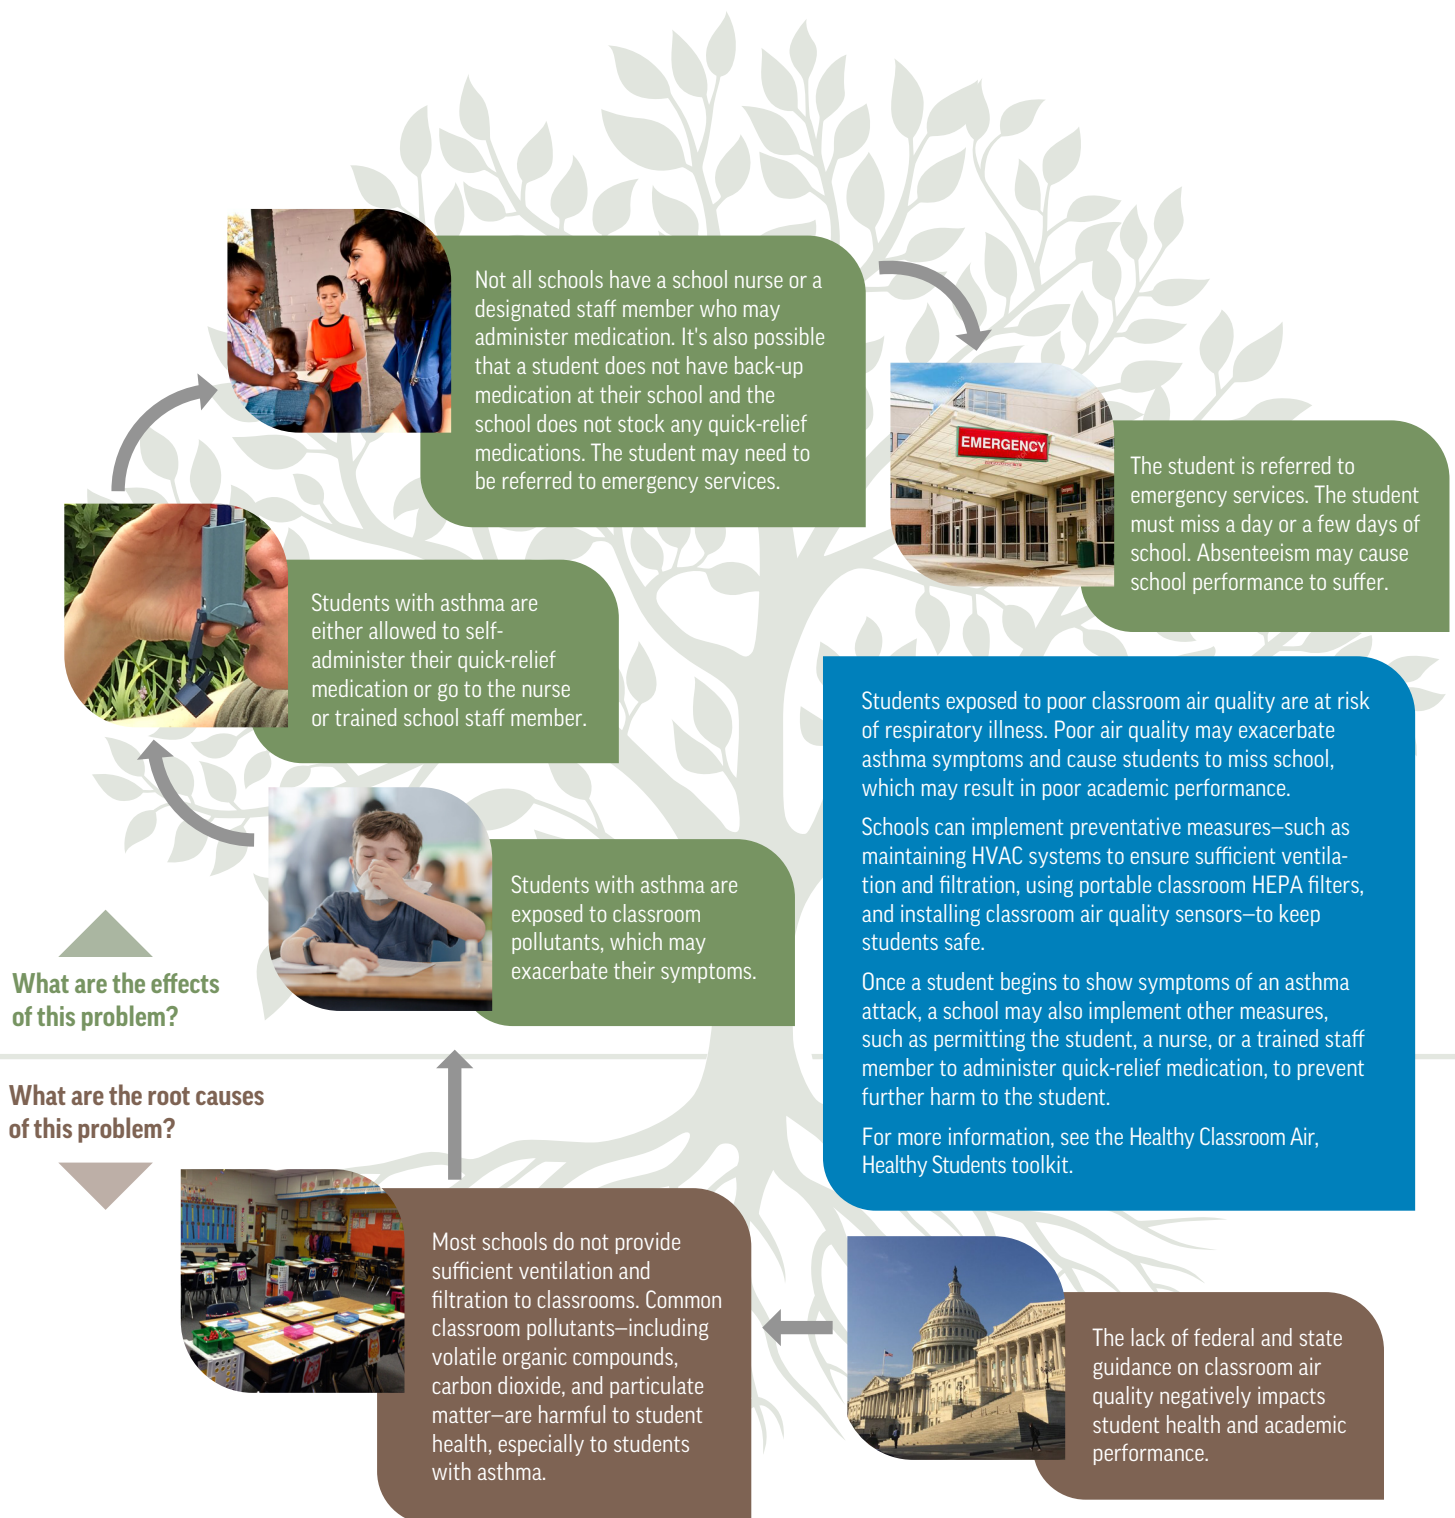 Not all schools have a school nurse or a
designated staff member who may
administer medication. It's also possible
that a student does not have back-up
medication at their school and the
school does not stock any quick-relief
medications. The student may need to
be referred to emergency services.
EMERGENCY
The student is referred to
emergency services. The student
must miss a day or a few days of
school. Absenteeism may cause
school performance to suffer.
Students with asthma are
either allowed to self-
administer their quick-relief
medication or go to the nurse
or trained school staff member.
Students exposed to poor classroom air quality are at risk
of respiratory illness. Poor air quality may exacerbate
asthma symptoms and cause students to miss school,
which may result in poor academic performance.
Schools can implement preventative measures—such as
maintaining HVAC systems to ensure sufficient ventila-
tion and filtration, using portable classroom HEPA filters,
and installing classroom air quality sensors—to keep
students safe.
Once a student begins to show symptoms of an asthma
attack, a school may also implement other measures,
such as permitting the student, a nurse, or a trained staff
member to administer quick-relief medication, to prevent
further harm to the student.
For more information, see the Healthy Classroom Air,
Healthy Students toolkit.
Students with asthma are
exposed to classroom
pollutants, which may
exacerbate their symptoms.
What are the effects
of this problem?
What are the root causes
of this problem?
Most schools do not provide
sufficient ventilation and
filtration to classrooms. Common
classroom pollutants—including
volatile organic compounds,
carbon dioxide, and particulate
matter—are harmful to student
health, especially to students
with asthma.
The lack of federal and state
guidance on classroom air
quality negatively impacts
student health and academic
performance.